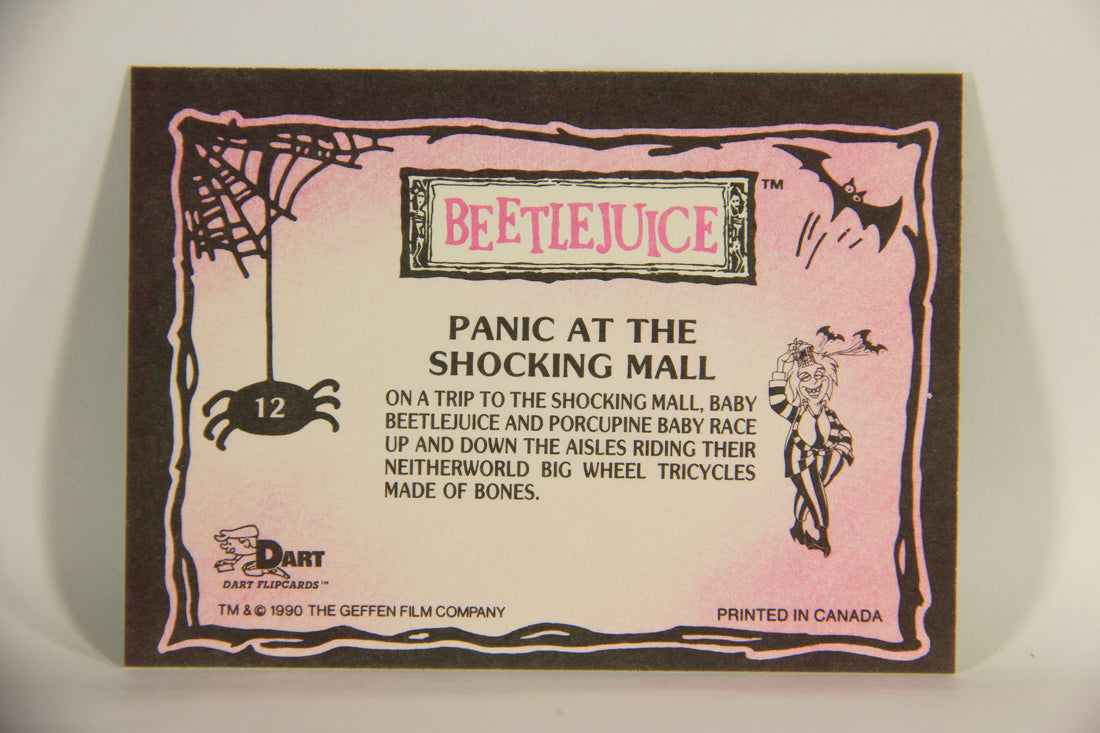 BEETLEJUICE™
PANIC AT THE
SHOCKING MALL
ON A TRIP TO THE SHOCKING MALL, BABY
BEETLEJUICE AND PORCUPINE BABY RACE
UP AND DOWN THE AISLES RIDING THEIR
NEITHERWORLD BIG WHEEL TRICYCLES
MADE OF BONES.
12
DART
DART FLIPCARDS™
TM & © 1990 THE GEFFEN FILM COMPANY
PRINTED IN CANADA